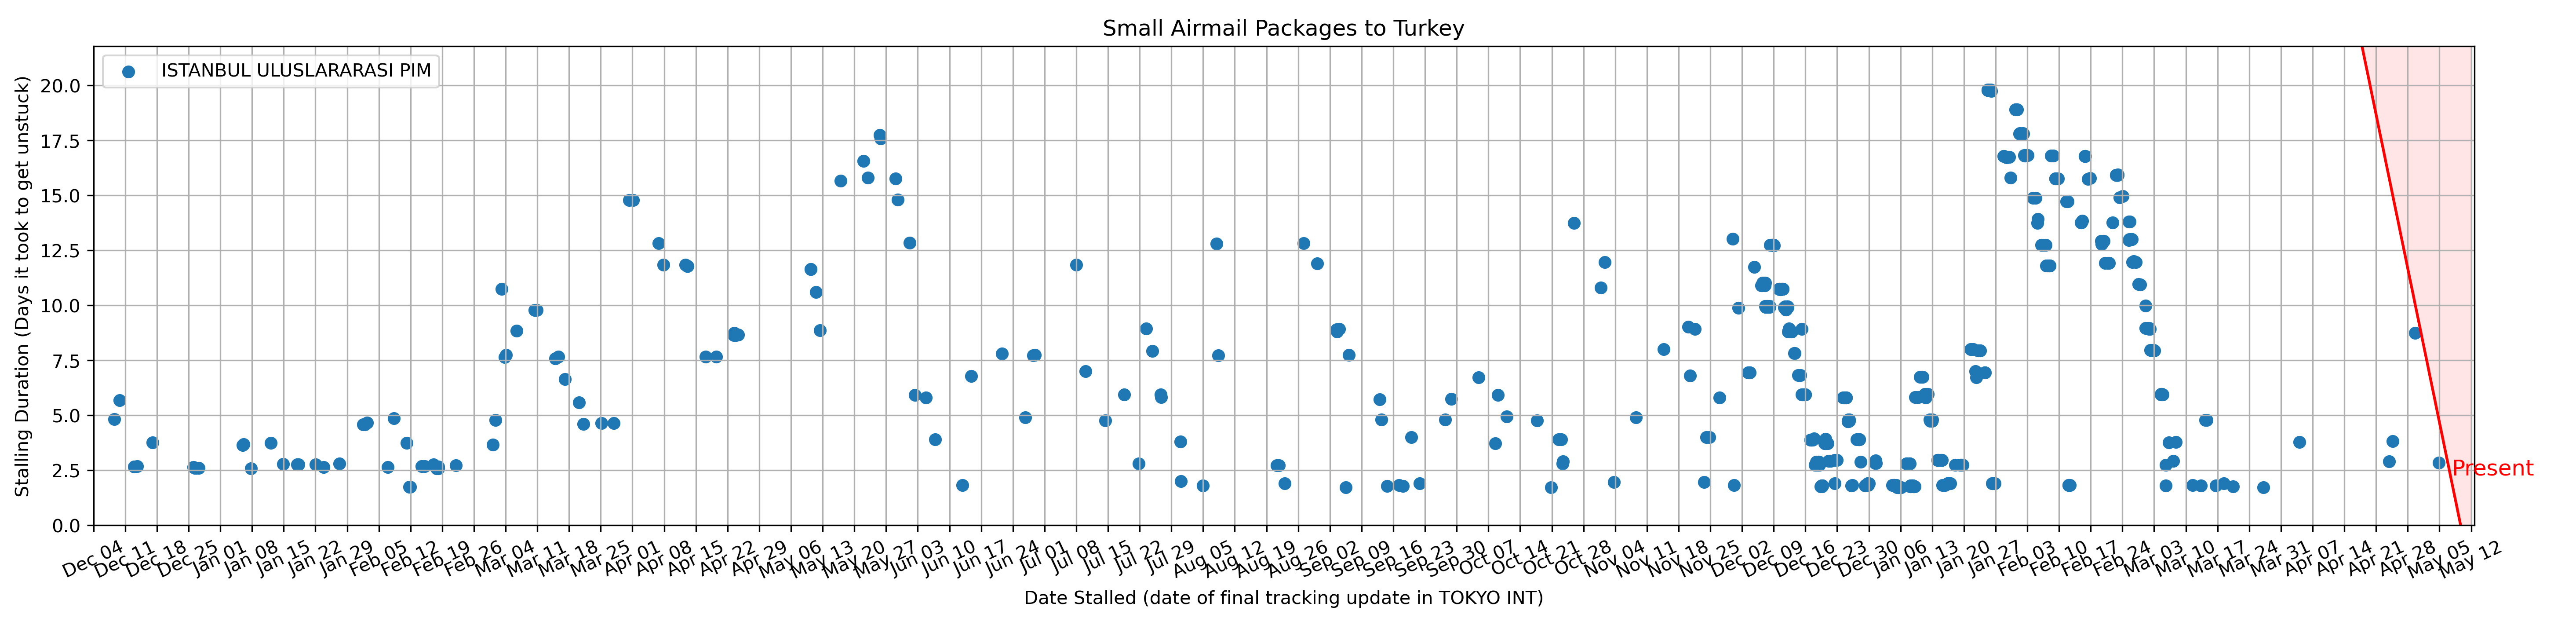 Small Airmail Packages to Turkey
ISTANBUL ULUSLARARASI PIM
Stalling Duration (Days it took to get unstuck)
20.0
17.5
15.0
12.5
10.0
7.5
5.0
2.5
0.0
Present
Dec 04
Dec 11
Dec 18
Dec 25
Jan 01
Jan 08
Jan 15
Jan 22
Jan 29
Feb 05
Feb 12
Feb 19
Feb 26
Mar 04
Mar 11
Mar 18
Mar 25
Apr 01
Apr 08
Apr 15
Apr 22
Apr 29
May 06
May 13
May 20
May 27
Jun 03
Jun 10
Jun 17
Jun 24
Jul 01
Jul 08
Jul 15
Jul 22
Jul 29
Aug 05
Aug 12
Aug 19
Aug 26
Sep 02
Sep 09
Sep 16
Sep 23
Sep 30
Oct 07
Oct 14
Oct 21
Oct 28
Nov 04
Nov 11
Nov 18
Nov 25
Dec 02
Dec 09
Dec 16
Dec 23
Dec 30
Jan 06
Jan 13
Jan 20
Jan 27
Feb 03
Feb 10
Feb 17
Feb 24
Mar 03
Mar 10
Mar 17
Mar 24
Mar 31
Apr 07
Apr 14
Apr 21
Apr 28
May 05
May 12
Date Stalled (date of final tracking update in TOKYO INT)